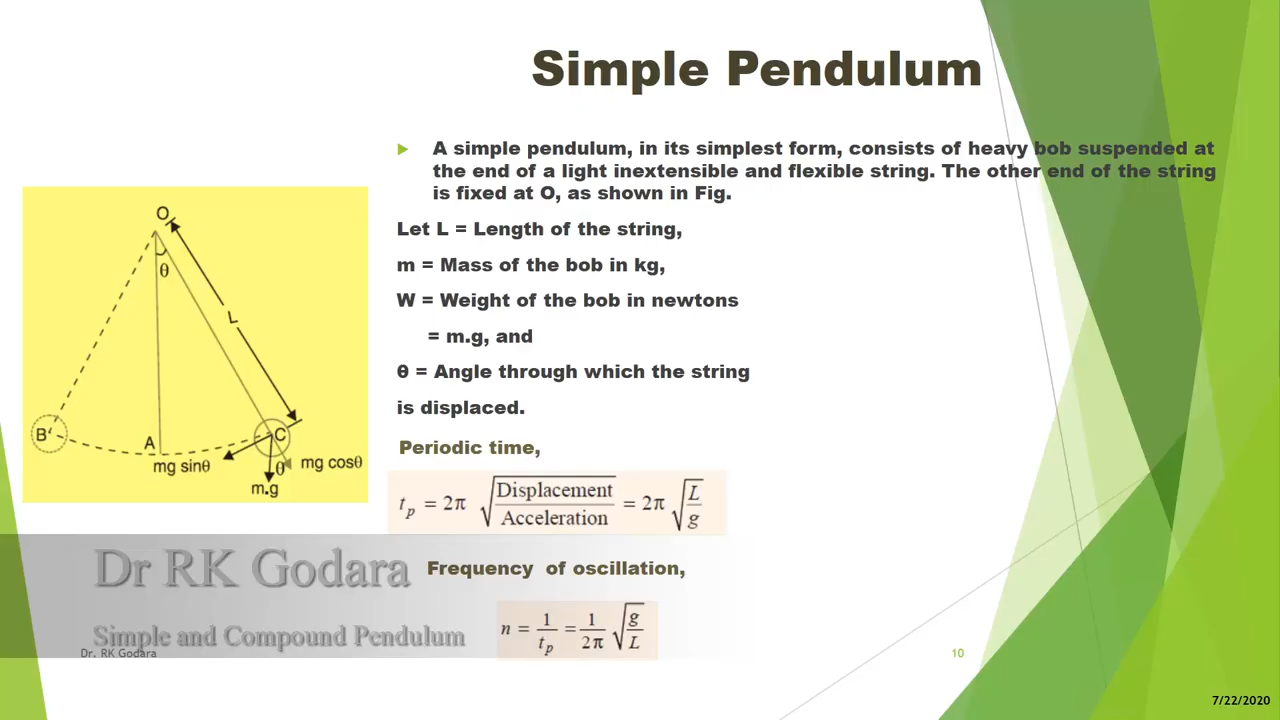 Simple Pendulum
A simple pendulum, in its simplest form, consists of heavy bob suspended at
the end of a light inextensible and flexible string. The other end of the string
is fixed at O, as shown in Fig.
Let L = Length of the string,
m = Mass of the bob in kg,
W = Weight of the bob in newtons
= m.g, and
θ = Angle through which the string
is displaced.
O
θ
L
B'
A
C
mg sinθ
θ
mg cosθ
m.g
Periodic time,
t_p = 2π √(Displacement / Acceleration) = 2π √(L / g)
Frequency of oscillation,
n = 1 / t_p = 1 / 2π √(g / L)
Dr RK Godara
Simple and Compound Pendulum
Dr. RK Godara
10
7/22/2020